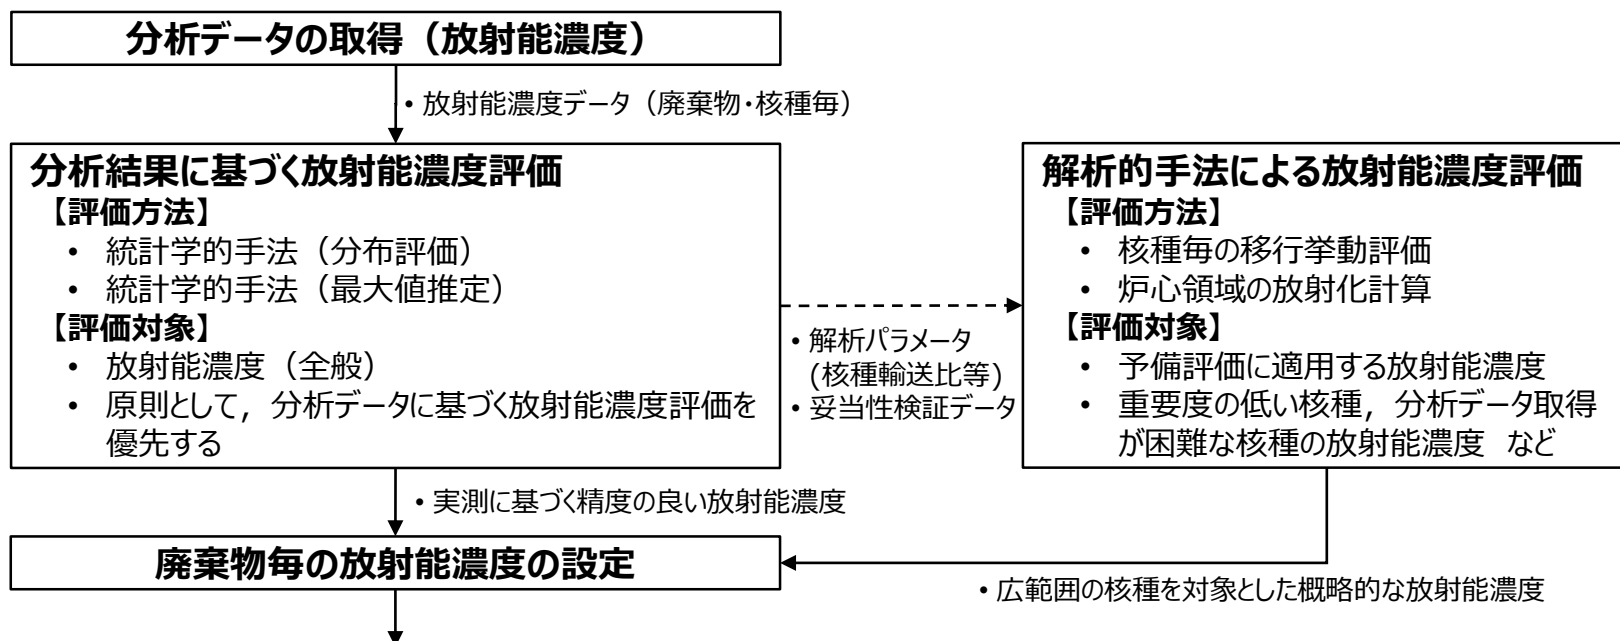 分析データの取得（放射能濃度）
• 放射能濃度データ（廃棄物・核種毎）
分析結果に基づく放射能濃度評価
【評価方法】
• 統計学的手法（分布評価）
• 統計学的手法（最大値推定）
【評価対象】
• 放射能濃度（全般）
• 原則として，分析データに基づく放射能濃度評価を
優先する
• 解析パラメータ
(核種輸送比等)
• 妥当性検証データ
解析的手法による放射能濃度評価
【評価方法】
• 核種毎の移行挙動評価
• 炉心領域の放射化計算
【評価対象】
• 予備評価に適用する放射能濃度
• 重要度の低い核種，分析データ取得
が困難な核種の放射能濃度 など
• 実測に基づく精度の良い放射能濃度
廃棄物毎の放射能濃度の設定
• 広範囲の核種を対象とした概略的な放射能濃度